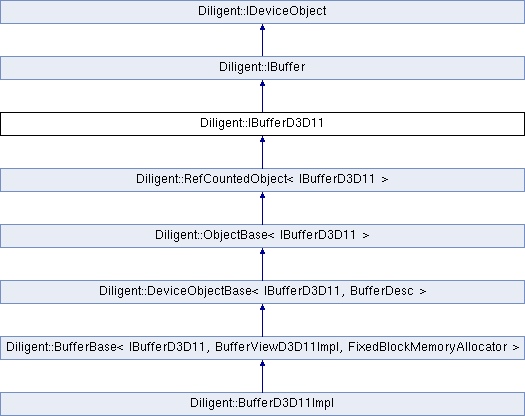 Diligent::IDeviceObject
Diligent::IBuffer
Diligent::IBufferD3D11
Diligent::RefCountedObject< IBufferD3D11 >
Diligent::ObjectBase< IBufferD3D11 >
Diligent::DeviceObjectBase< IBufferD3D11, BufferDesc >
Diligent::BufferBase< IBufferD3D11, BufferViewD3D11Impl, FixedBlockMemoryAllocator >
Diligent::BufferD3D11Impl